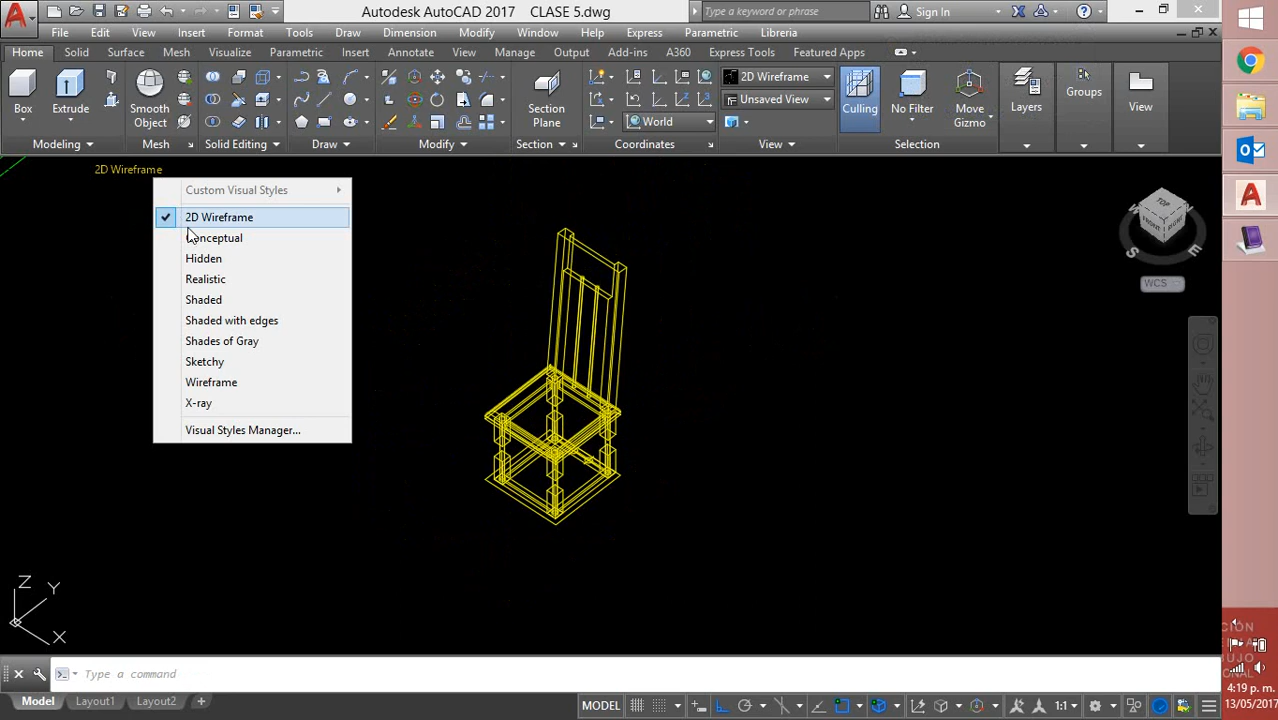 Autodesk AutoCAD 2017 CLASE 5.dwg
Type a keyword or phrase
Sign In
File Edit View Insert Format Tools Draw Dimension Modify Window Help Express Parametric Libreria
Home Solid Surface Mesh Visualize Parametric Insert Annotate View Manage Output Add-ins A360 Express Tools Featured Apps
2D Wireframe
Unsaved View
World
Box Extrude Smooth Object Section Plane Culling No Filter Move Gizmo Layers Groups View
Modeling Mesh Solid Editing Draw Modify Section Coordinates View Selection
2D Wireframe
Custom Visual Styles
2D Wireframe
Conceptual
Hidden
Realistic
Shaded
Shaded with edges
Shades of Gray
Sketchy
Wireframe
X-ray
Visual Styles Manager...
TOP
W
S
E
WCS
Z
Y
X
Type a command
Model Layout1 Layout2
MODEL
1:1
4:19 p. m.
13/05/2017